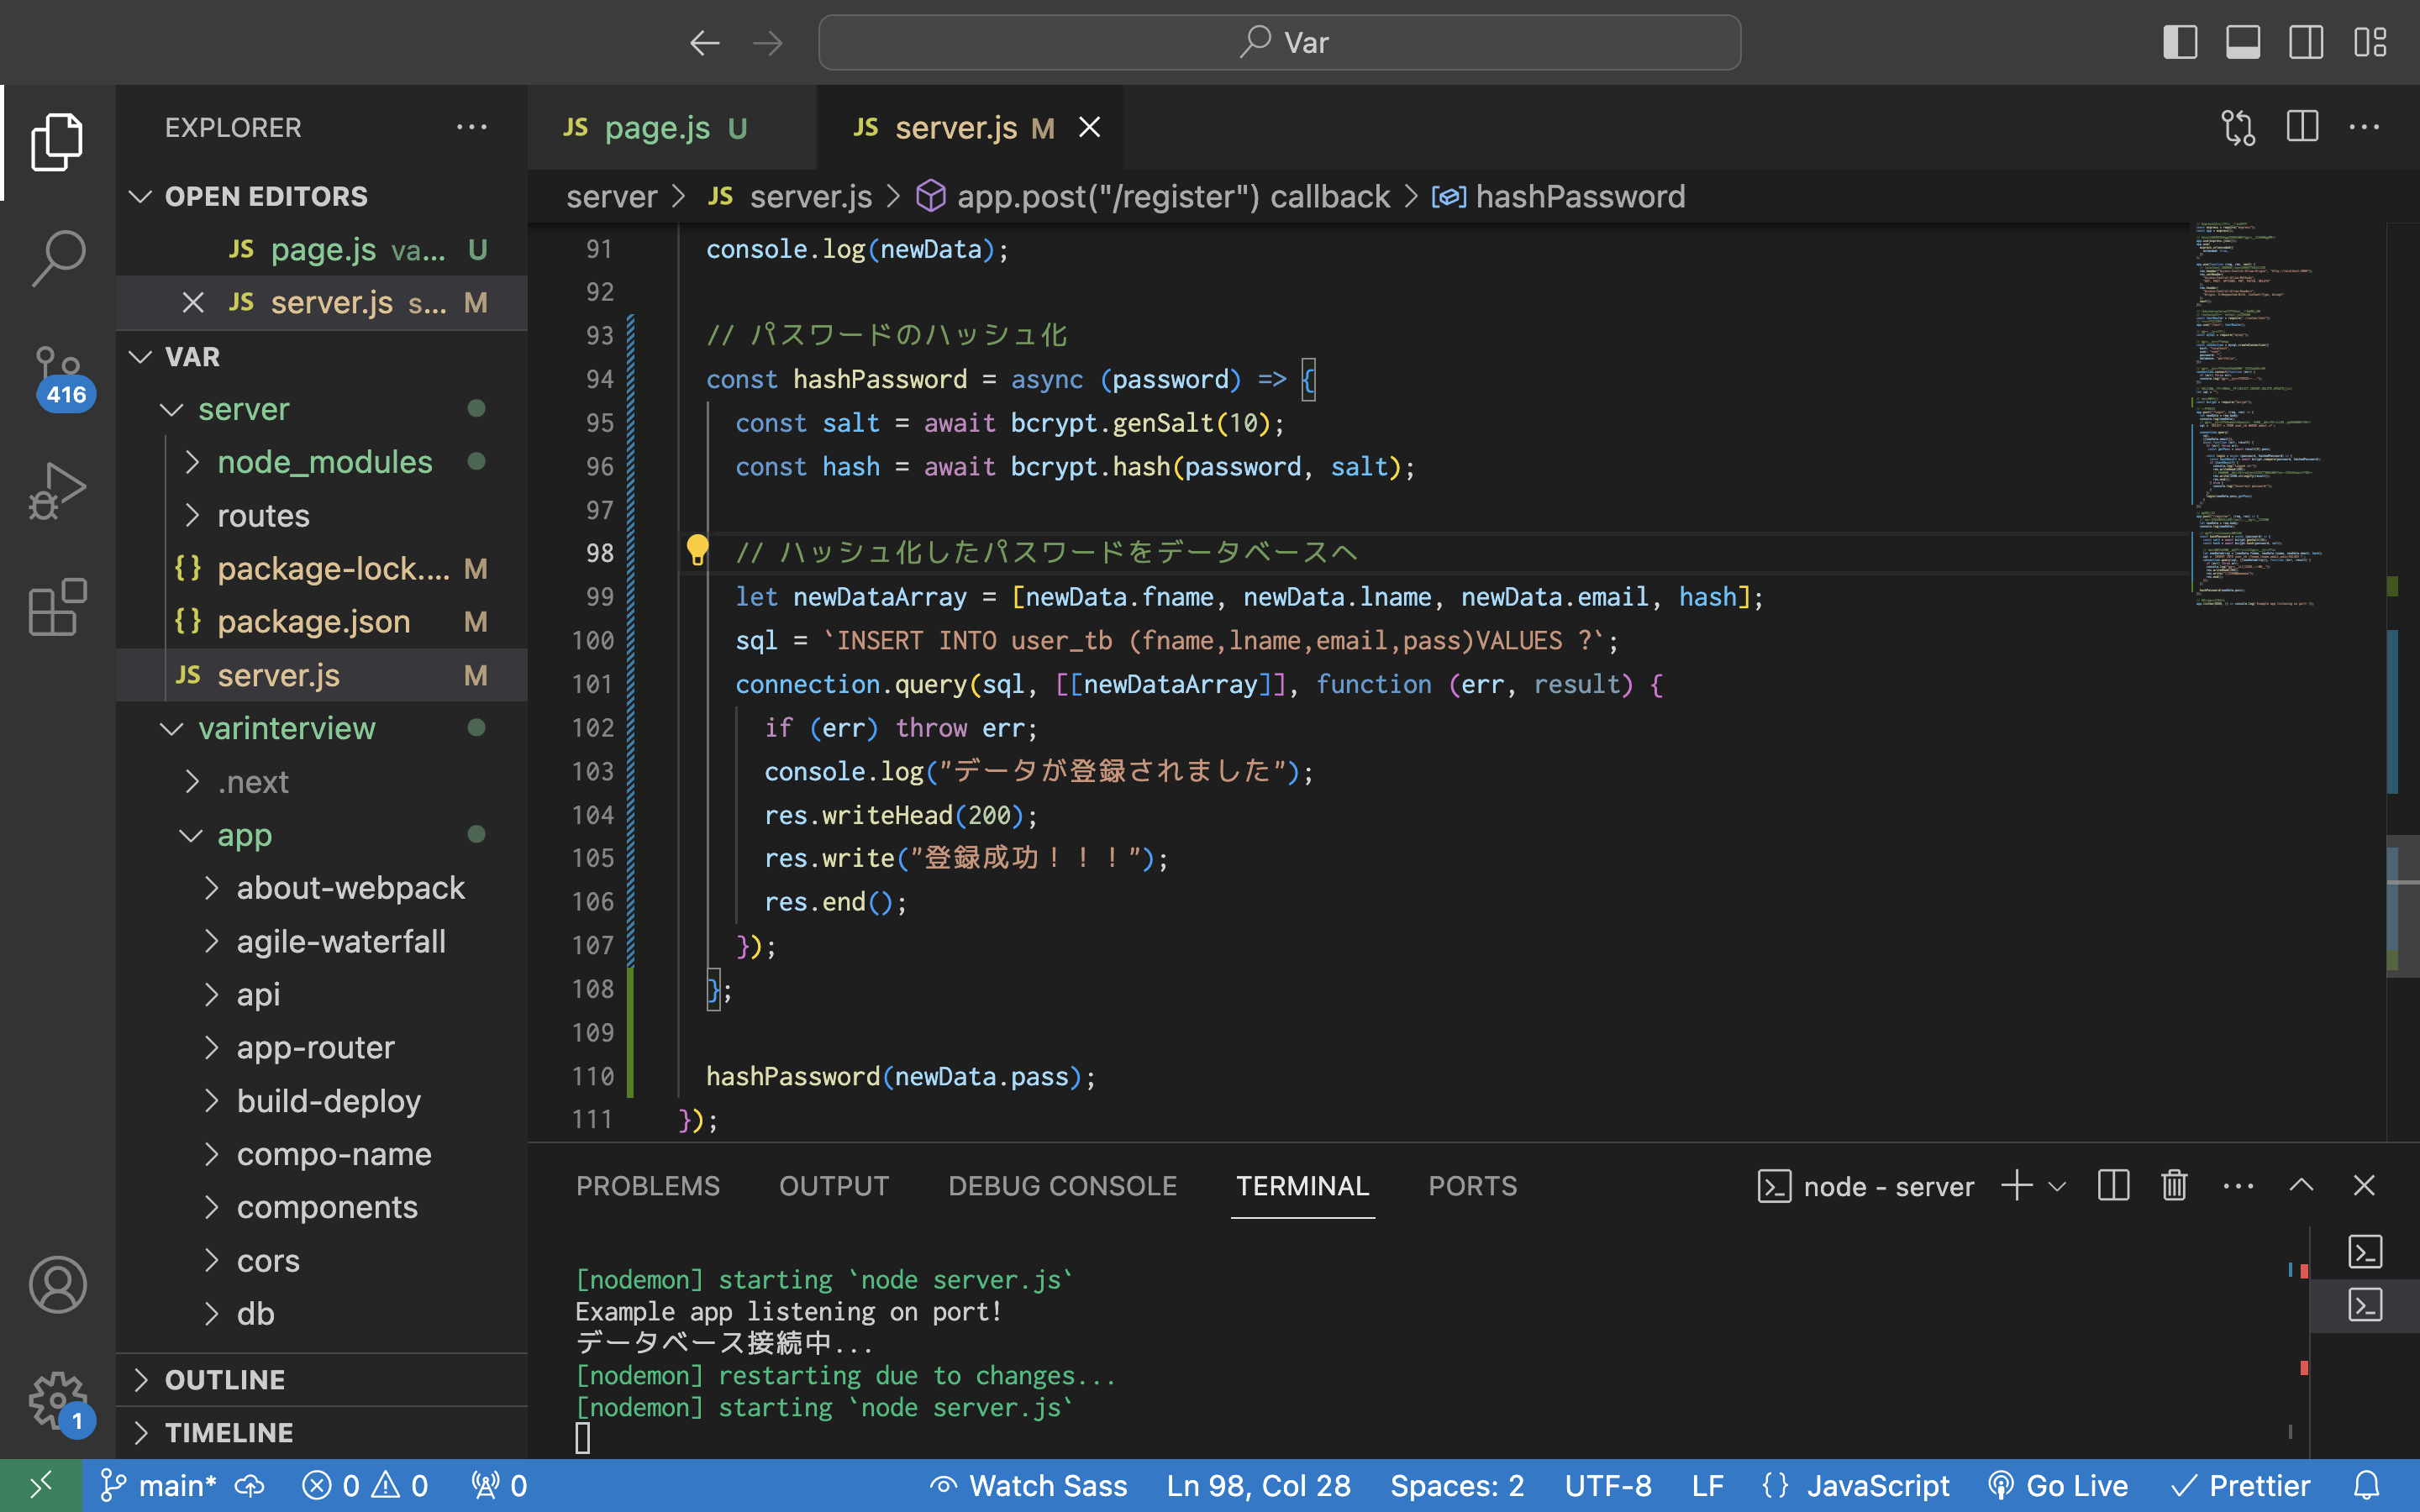 Var
EXPLORER
OPEN EDITORS
JS page.js va... U
JS server.js s... M
VAR
server
node_modules
routes
{} package-lock.... M
{} package.json M
JS server.js M
varinterview
.next
app
about-webpack
agile-waterfall
api
app-router
build-deploy
compo-name
components
cors
db
OUTLINE
TIMELINE
416
1
JS page.js U
JS server.js M
server > JS server.js > app.post("/register") callback > hashPassword
91 console.log(newData);
92
93 // パスワードのハッシュ化
94 const hashPassword = async (password) => {
95 const salt = await bcrypt.genSalt(10);
96 const hash = await bcrypt.hash(password, salt);
97
98 // ハッシュ化したパスワードをデータベースへ
99 let newDataArray = [newData.fname, newData.lname, newData.email, hash];
100 sql = `INSERT INTO user_tb (fname,lname,email,pass)VALUES ?`;
101 connection.query(sql, [[newDataArray]], function (err, result) {
102 if (err) throw err;
103 console.log("データが登録されました");
104 res.writeHead(200);
105 res.write("登録成功！！！");
106 res.end();
107 });
108 };
109
110 hashPassword(newData.pass);
111 });
PROBLEMS OUTPUT DEBUG CONSOLE TERMINAL PORTS
node - server
[nodemon] starting `node server.js`
Example app listening on port!
データベース接続中...
[nodemon] restarting due to changes...
[nodemon] starting `node server.js`
main* 0 0 0 Watch Sass Ln 98, Col 28 Spaces: 2 UTF-8 LF {} JavaScript Go Live Prettier